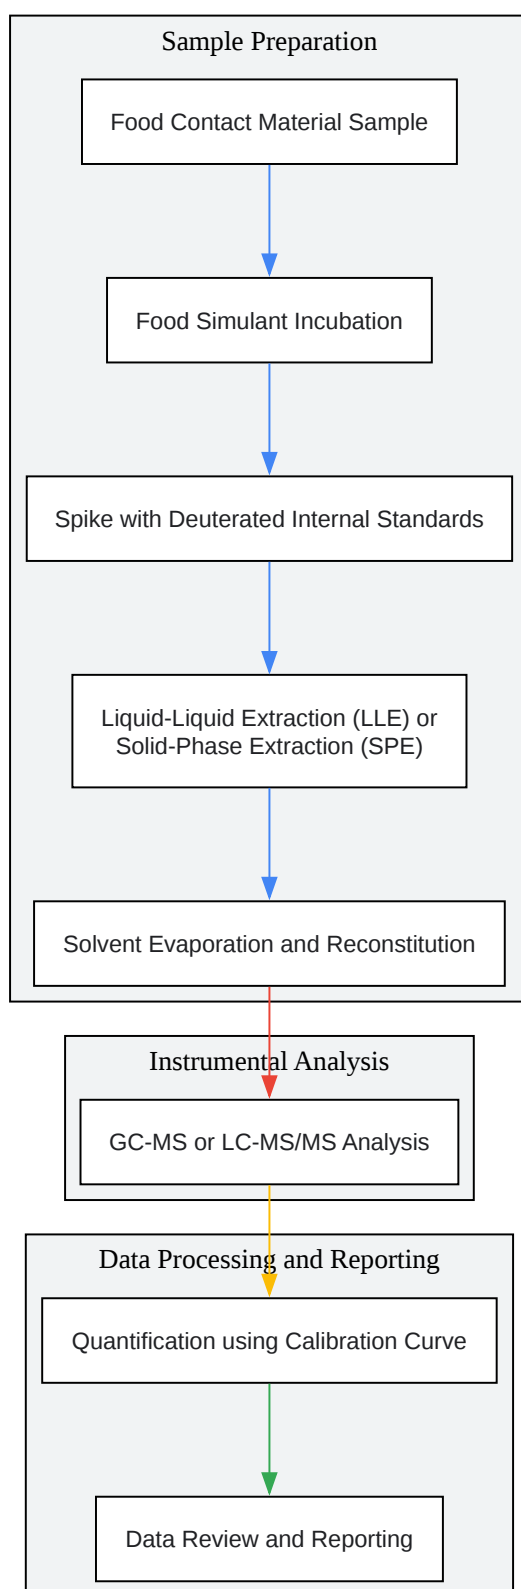 Sample Preparation
Food Contact Material Sample
Food Simulant Incubation
Spike with Deuterated Internal Standards
Liquid-Liquid Extraction (LLE) or
Solid-Phase Extraction (SPE)
Solvent Evaporation and Reconstitution
Instrumental Analysis
GC-MS or LC-MS/MS Analysis
Data Processing and Reporting
Quantification using Calibration Curve
Data Review and Reporting